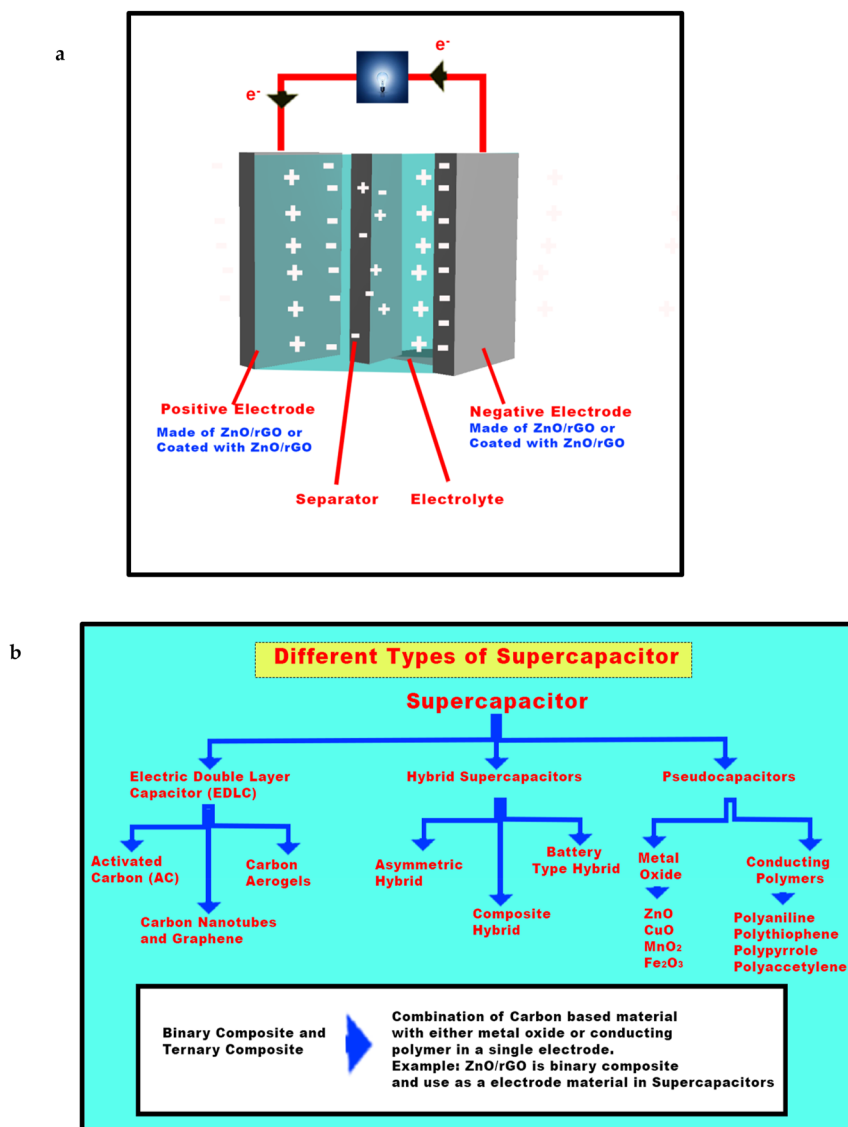 a
e⁻
e⁻
Positive Electrode
Made of ZnO/rGO or
Coated with ZnO/rGO
Negative Electrode
Made of ZnO/rGO or
Coated with ZnO/rGO
Separator
Electrolyte
b
Different Types of Supercapacitor
Supercapacitor
Electric Double Layer
Capacitor (EDLC)
Hybrid Supercapacitors
Pseudocapacitors
Activated
Carbon (AC)
Carbon Nanotubes
and Graphene
Carbon
Aerogels
Asymmetric
Hybrid
Composite
Hybrid
Battery
Type Hybrid
Metal
Oxide
ZnO
CuO
MnO₂
Fe₂O₃
Conducting
Polymers
Polyaniline
Polythiophene
Polypyrrole
Polyaccetylene
Binary Composite and
Ternary Composite
Combination of Carbon based material
with either metal oxide or conducting
polymer in a single electrode.
Example: ZnO/rGO is binary composite
and use as a electrode material in Supercapacitors